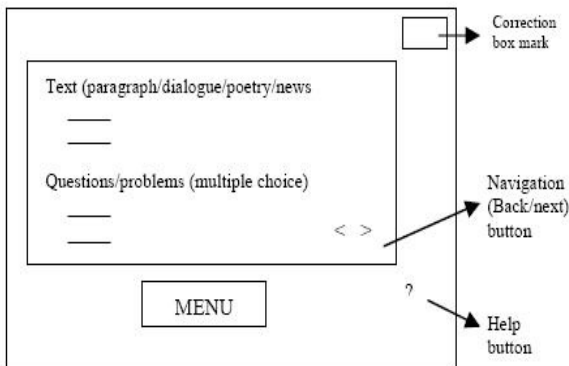 Correction
box mark
Text (paragraph/dialogue/poetry/news
Questions/problems (multiple choice)
< >
Navigation
(Back/next)
button
MENU
?
Help
button